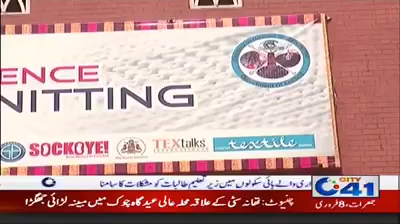 ENCE
NITTING
SOCKOYE!
TEXtalks
textile
ری والے ہائی سکولوں میں زیر تعلیم طالبات کو مشکلات کا سامنا
CITY 41
چنیوٹ: تھانہ سٹی کے علاقہ محلہ عالی عیدگاہ چوک میں مبینہ لڑائی جھگڑا
جمعرات، 8 فروری